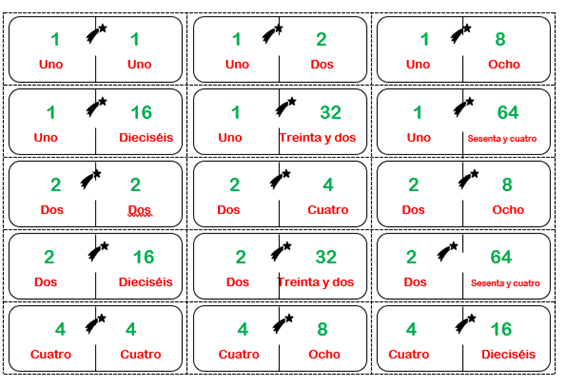 1 1 1 2 1 8
Uno Uno Uno Dos Uno Ocho
1 16 1 32 1 64
Uno Dieciséis Uno Treinta y dos Uno Sesenta y cuatro
2 2 2 4 2 8
Dos Dos Dos Cuatro Dos Ocho
2 16 2 32 2 64
Dos Dieciséis Dos Treinta y dos Dos Sesenta y cuatro
4 4 4 8 4 16
Cuatro Cuatro Cuatro Ocho Cuatro Dieciséis